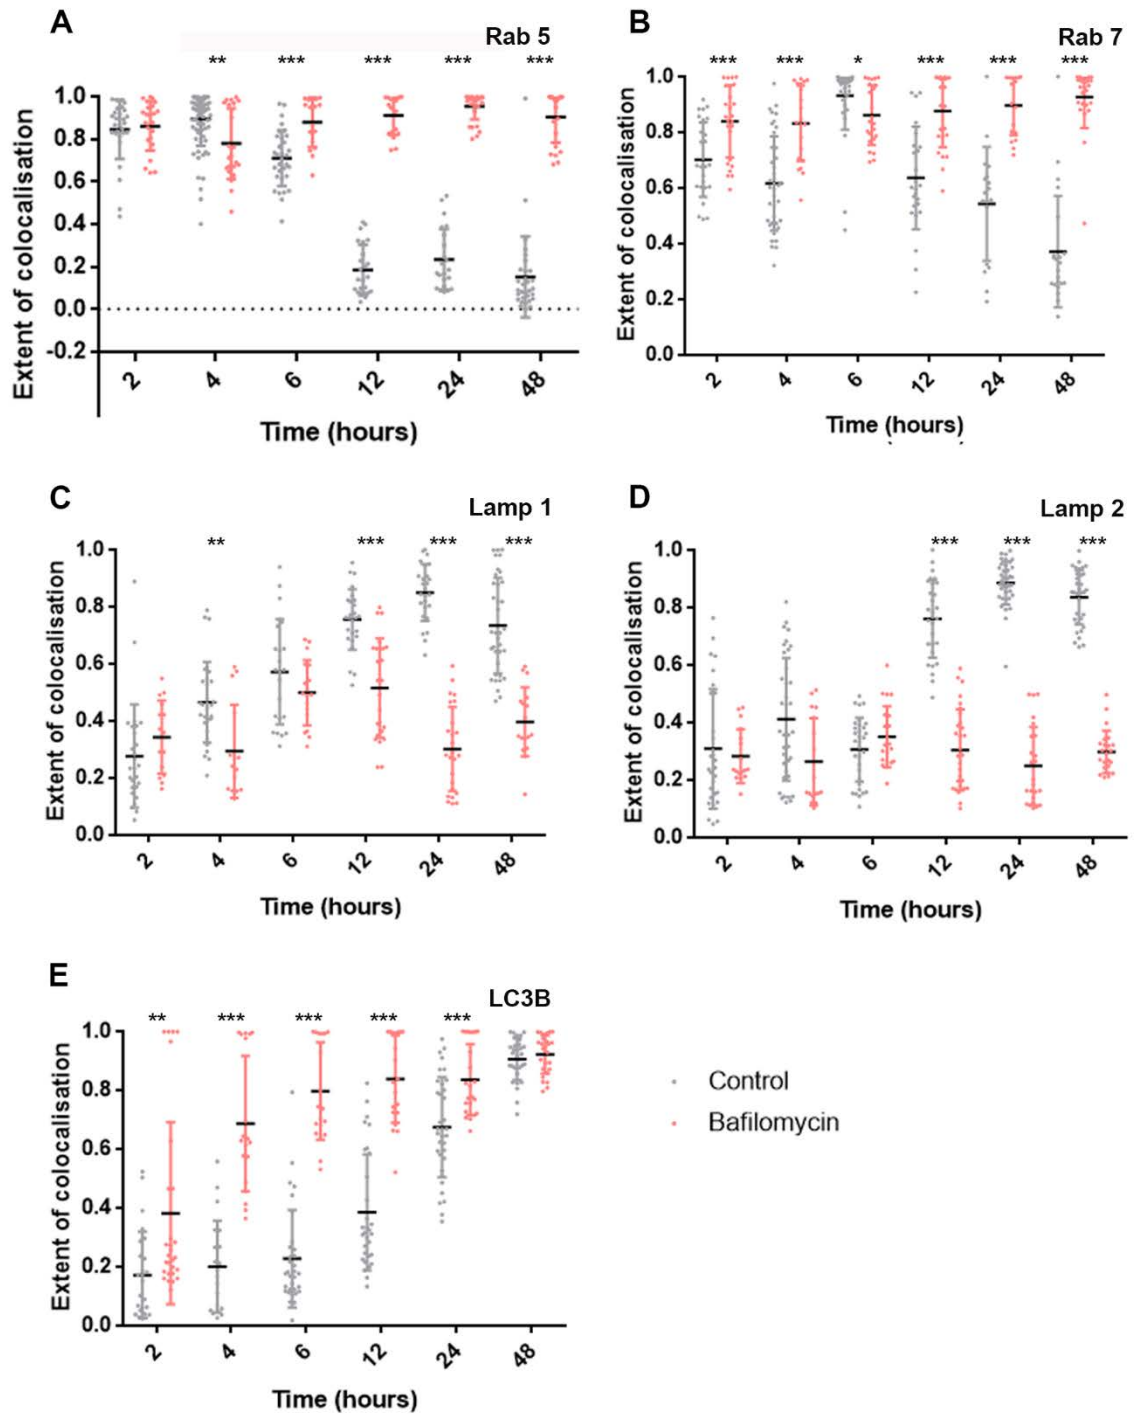 A
Rab 5
** *** *** *** ***
1.0
0.8
0.6
0.4
0.2
0.0
-0.2
Extent of colocalisation
2 4 6 12 24 48
Time (hours)
B
Rab 7
*** *** * *** *** ***
1.0
0.8
0.6
0.4
0.2
0.0
Extent of colocalisation
2 4 6 12 24 48
Time (hours)
C
Lamp 1
** *** *** ***
1.0
0.8
0.6
0.4
0.2
0.0
Extent of colocalisation
2 4 6 12 24 48
Time (hours)
D
Lamp 2
*** *** ***
1.0
0.8
0.6
0.4
0.2
0.0
Extent of colocalisation
2 4 6 12 24 48
Time (hours)
E
LC3B
** *** *** *** ***
1.0
0.8
0.6
0.4
0.2
0.0
Extent of colocalisation
2 4 6 12 24 48
Time (hours)
Control
Bafilomycin